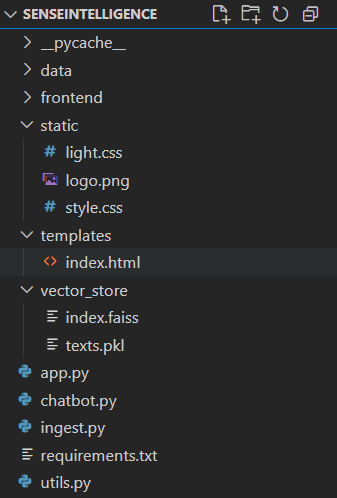 SENSEINTELLIGENCE
__pycache__
data
frontend
static
# light.css
logo.png
# style.css
templates
<> index.html
vector_store
index.faiss
texts.pkl
app.py
chatbot.py
ingest.py
requirements.txt
utils.py